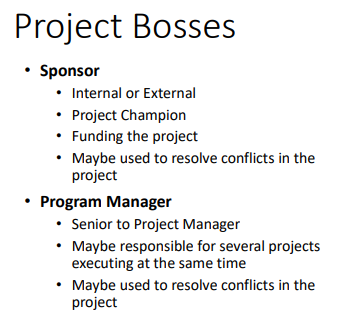 Project Bosses
• Sponsor
• Internal or External
• Project Champion
• Funding the project
• Maybe used to resolve conflicts in the
project
• Program Manager
• Senior to Project Manager
• Maybe responsible for several projects
executing at the same time
• Maybe used to resolve conflicts in the
project